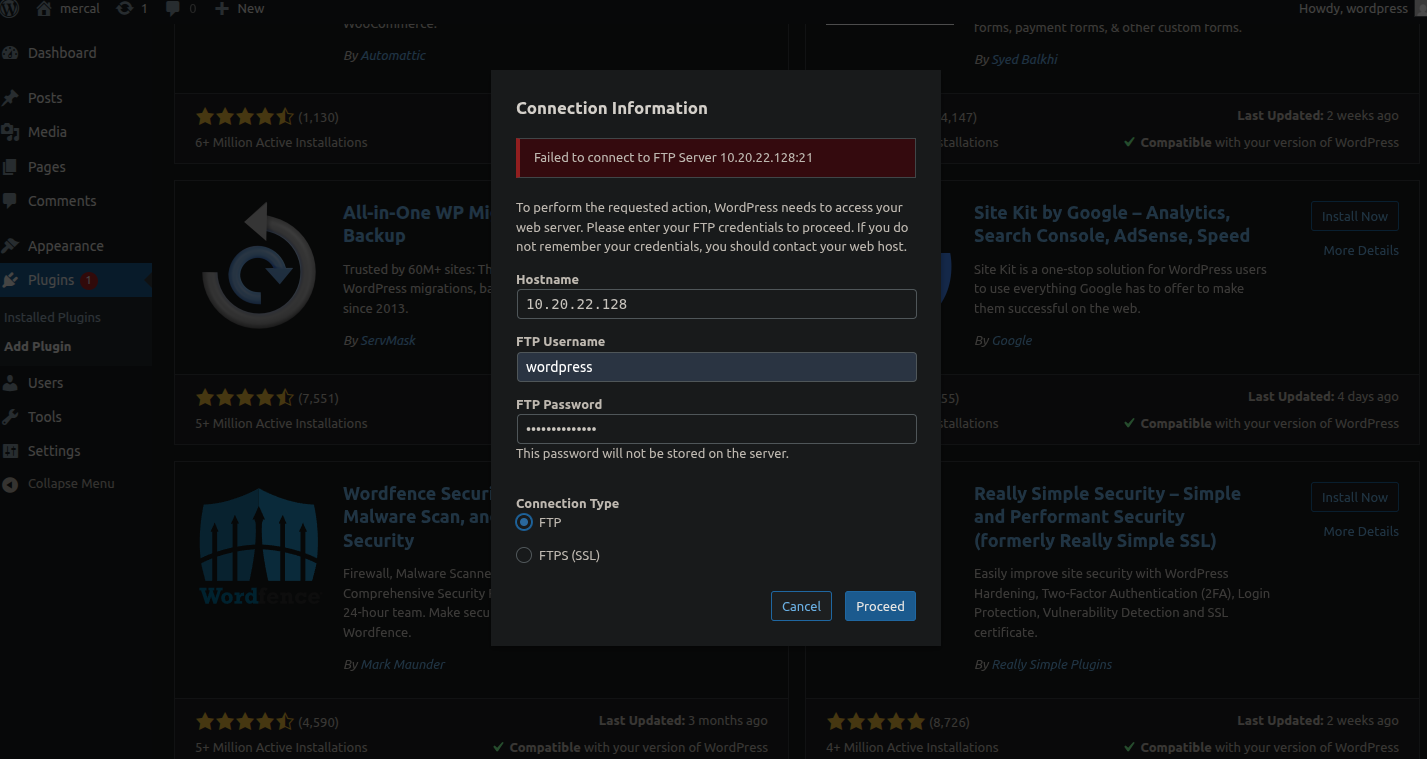 mercal 1 0 New Howdy, wordpress
Dashboard
Posts
Media
Pages
Comments
Appearance
Plugins 1
Installed Plugins
Add Plugin
Users
Tools
Settings
Collapse Menu
WooCommerce.
By Automattic
(1,130)
6+ Million Active Installations
forms, payment forms, & other custom forms.
By Syed Balkhi
4,147)
stallations
Last Updated: 2 weeks ago
Compatible with your version of WordPress
All-in-One WP Mi
Backup
Trusted by 60M+ sites: Th
WordPress migrations, ba
since 2013.
By ServMask
(7,551)
5+ Million Active Installations
Site Kit by Google – Analytics,
Search Console, AdSense, Speed
Install Now
More Details
Site Kit is a one-stop solution for WordPress users
to use everything Google has to offer to make
them successful on the web.
By Google
55)
stallations
Last Updated: 4 days ago
Compatible with your version of WordPress
Wordfence
Wordfence Securi
Malware Scan, an
Security
Firewall, Malware Scanne
Comprehensive Security
24-hour team. Make secu
Wordfence.
By Mark Maunder
(4,590)
5+ Million Active Installations
Last Updated: 3 months ago
Compatible with your version of WordPress
Really Simple Security – Simple
and Performant Security
(formerly Really Simple SSL)
Install Now
More Details
Easily improve site security with WordPress
Hardening, Two-Factor Authentication (2FA), Login
Protection, Vulnerability Detection and SSL
certificate.
By Really Simple Plugins
(8,726)
4+ Million Active Installations
Last Updated: 2 weeks ago
Compatible with your version of WordPress
Connection Information
Failed to connect to FTP Server 10.20.22.128:21
To perform the requested action, WordPress needs to access your
web server. Please enter your FTP credentials to proceed. If you do
not remember your credentials, you should contact your web host.
Hostname
10.20.22.128
FTP Username
wordpress
FTP Password
••••••••••••••
This password will not be stored on the server.
Connection Type
FTP
FTPS (SSL)
Cancel Proceed